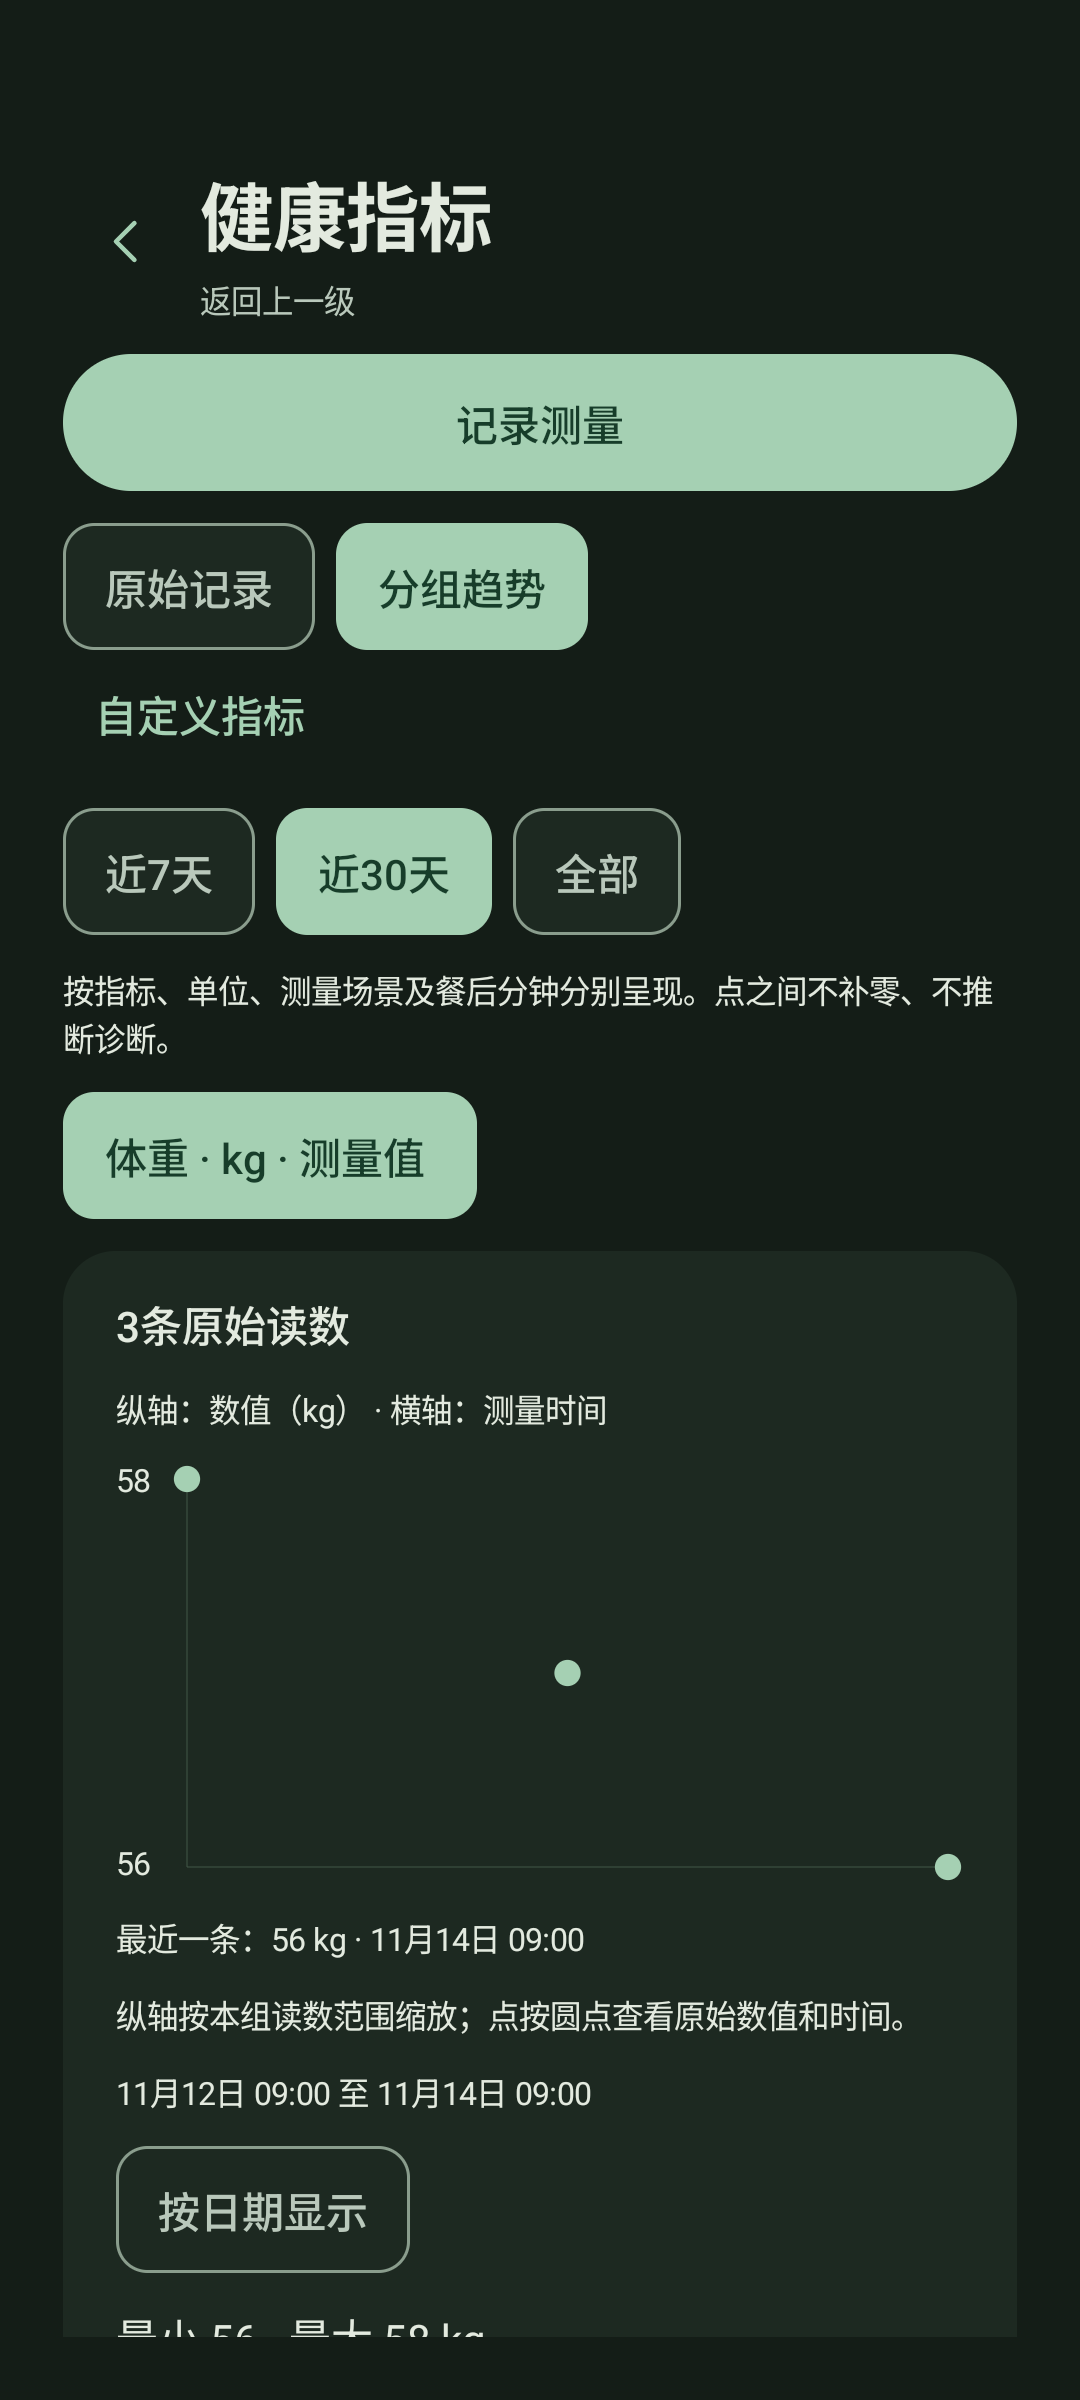 健康指标
返回上一级
记录测量
原始记录
分组趋势
自定义指标
近7天
近30天
全部
按指标、单位、测量场景及餐后分钟分别呈现。点之间不补零、不推
断诊断。
体重 · kg · 测量值
3条原始读数
纵轴：数值（kg） · 横轴：测量时间
58
56
最近一条：56 kg · 11月14日 09:00
纵轴按本组读数范围缩放；点按圆点查看原始数值和时间。
11月12日 09:00 至 11月14日 09:00
按日期显示
最小 56 · 最大 58 kg